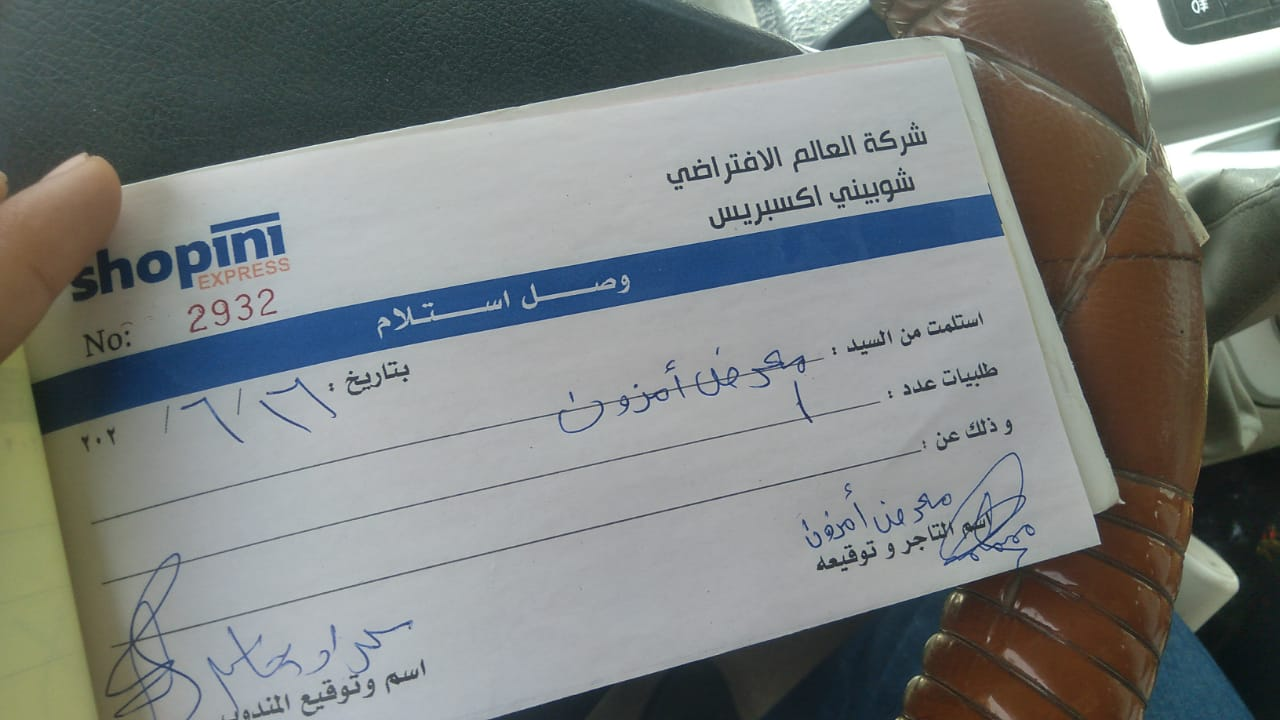 شركة العالم الافتراضي
شوبيني اكسبريس
shopini
EXPRESS
No: 2932
وصل استلام
بتاريخ : ٢٦/٦/ ٢٠٢
استلمت من السيد : معرض أمزون
طلبيات عدد : ١
و ذلك عن :
معرض أمزون
اسم التاجر و توقيعه
اسم وتوقيع المندوب